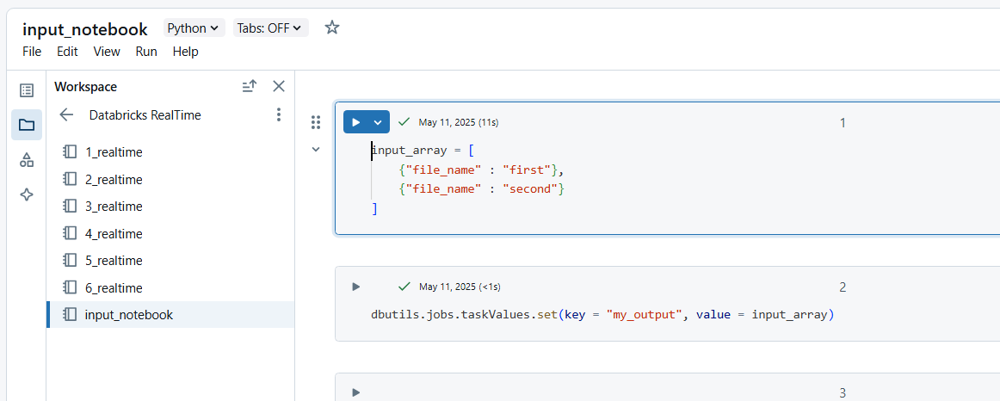 input_notebook Python Tabs: OFF
File Edit View Run Help
Workspace
Databricks RealTime
1_realtime
2_realtime
3_realtime
4_realtime
5_realtime
6_realtime
input_notebook
May 11, 2025 (11s) 1
input_array = [
{"file_name" : "first"},
{"file_name" : "second"}
]
May 11, 2025 (<1s) 2
dbutils.jobs.taskValues.set(key = "my_output", value = input_array)
3